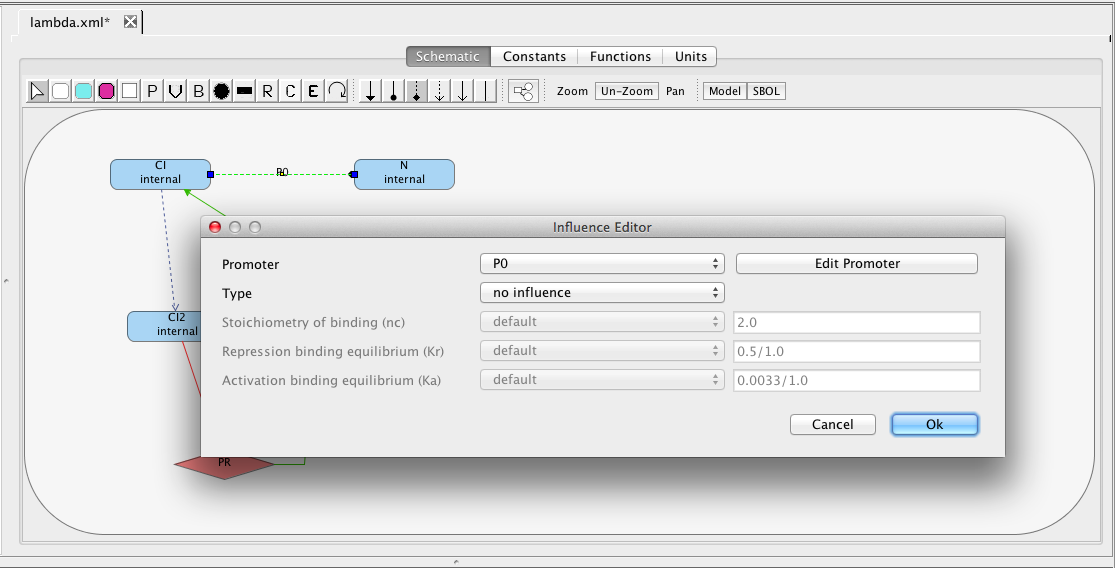 lambda.xml*
Schematic Constants Functions Units
P V B R C E Zoom Un-Zoom Pan Model SBOL
CI
internal
P0
N
internal
CI2
internal
PR
Influence Editor
Promoter P0 Edit Promoter
Type no influence
Stoichiometry of binding (nc) default 2.0
Repression binding equilibrium (Kr) default 0.5/1.0
Activation binding equilibrium (Ka) default 0.0033/1.0
Cancel Ok